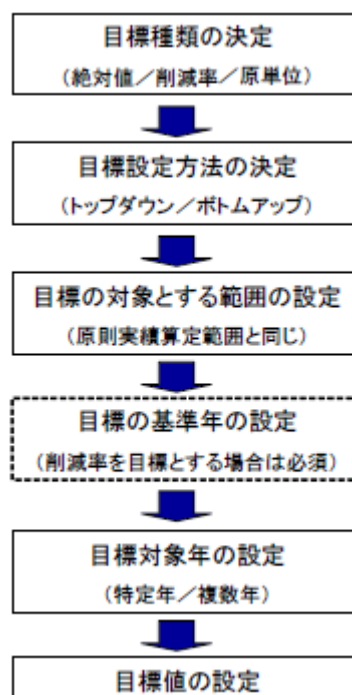 目標種類の決定
(絶対値／削減率／原単位)
目標設定方法の決定
(トップダウン／ボトムアップ)
目標の対象とする範囲の設定
(原則実績算定範囲と同じ)
目標の基準年の設定
(削減率を目標とする場合は必須)
目標対象年の設定
(特定年／複数年)
目標値の設定